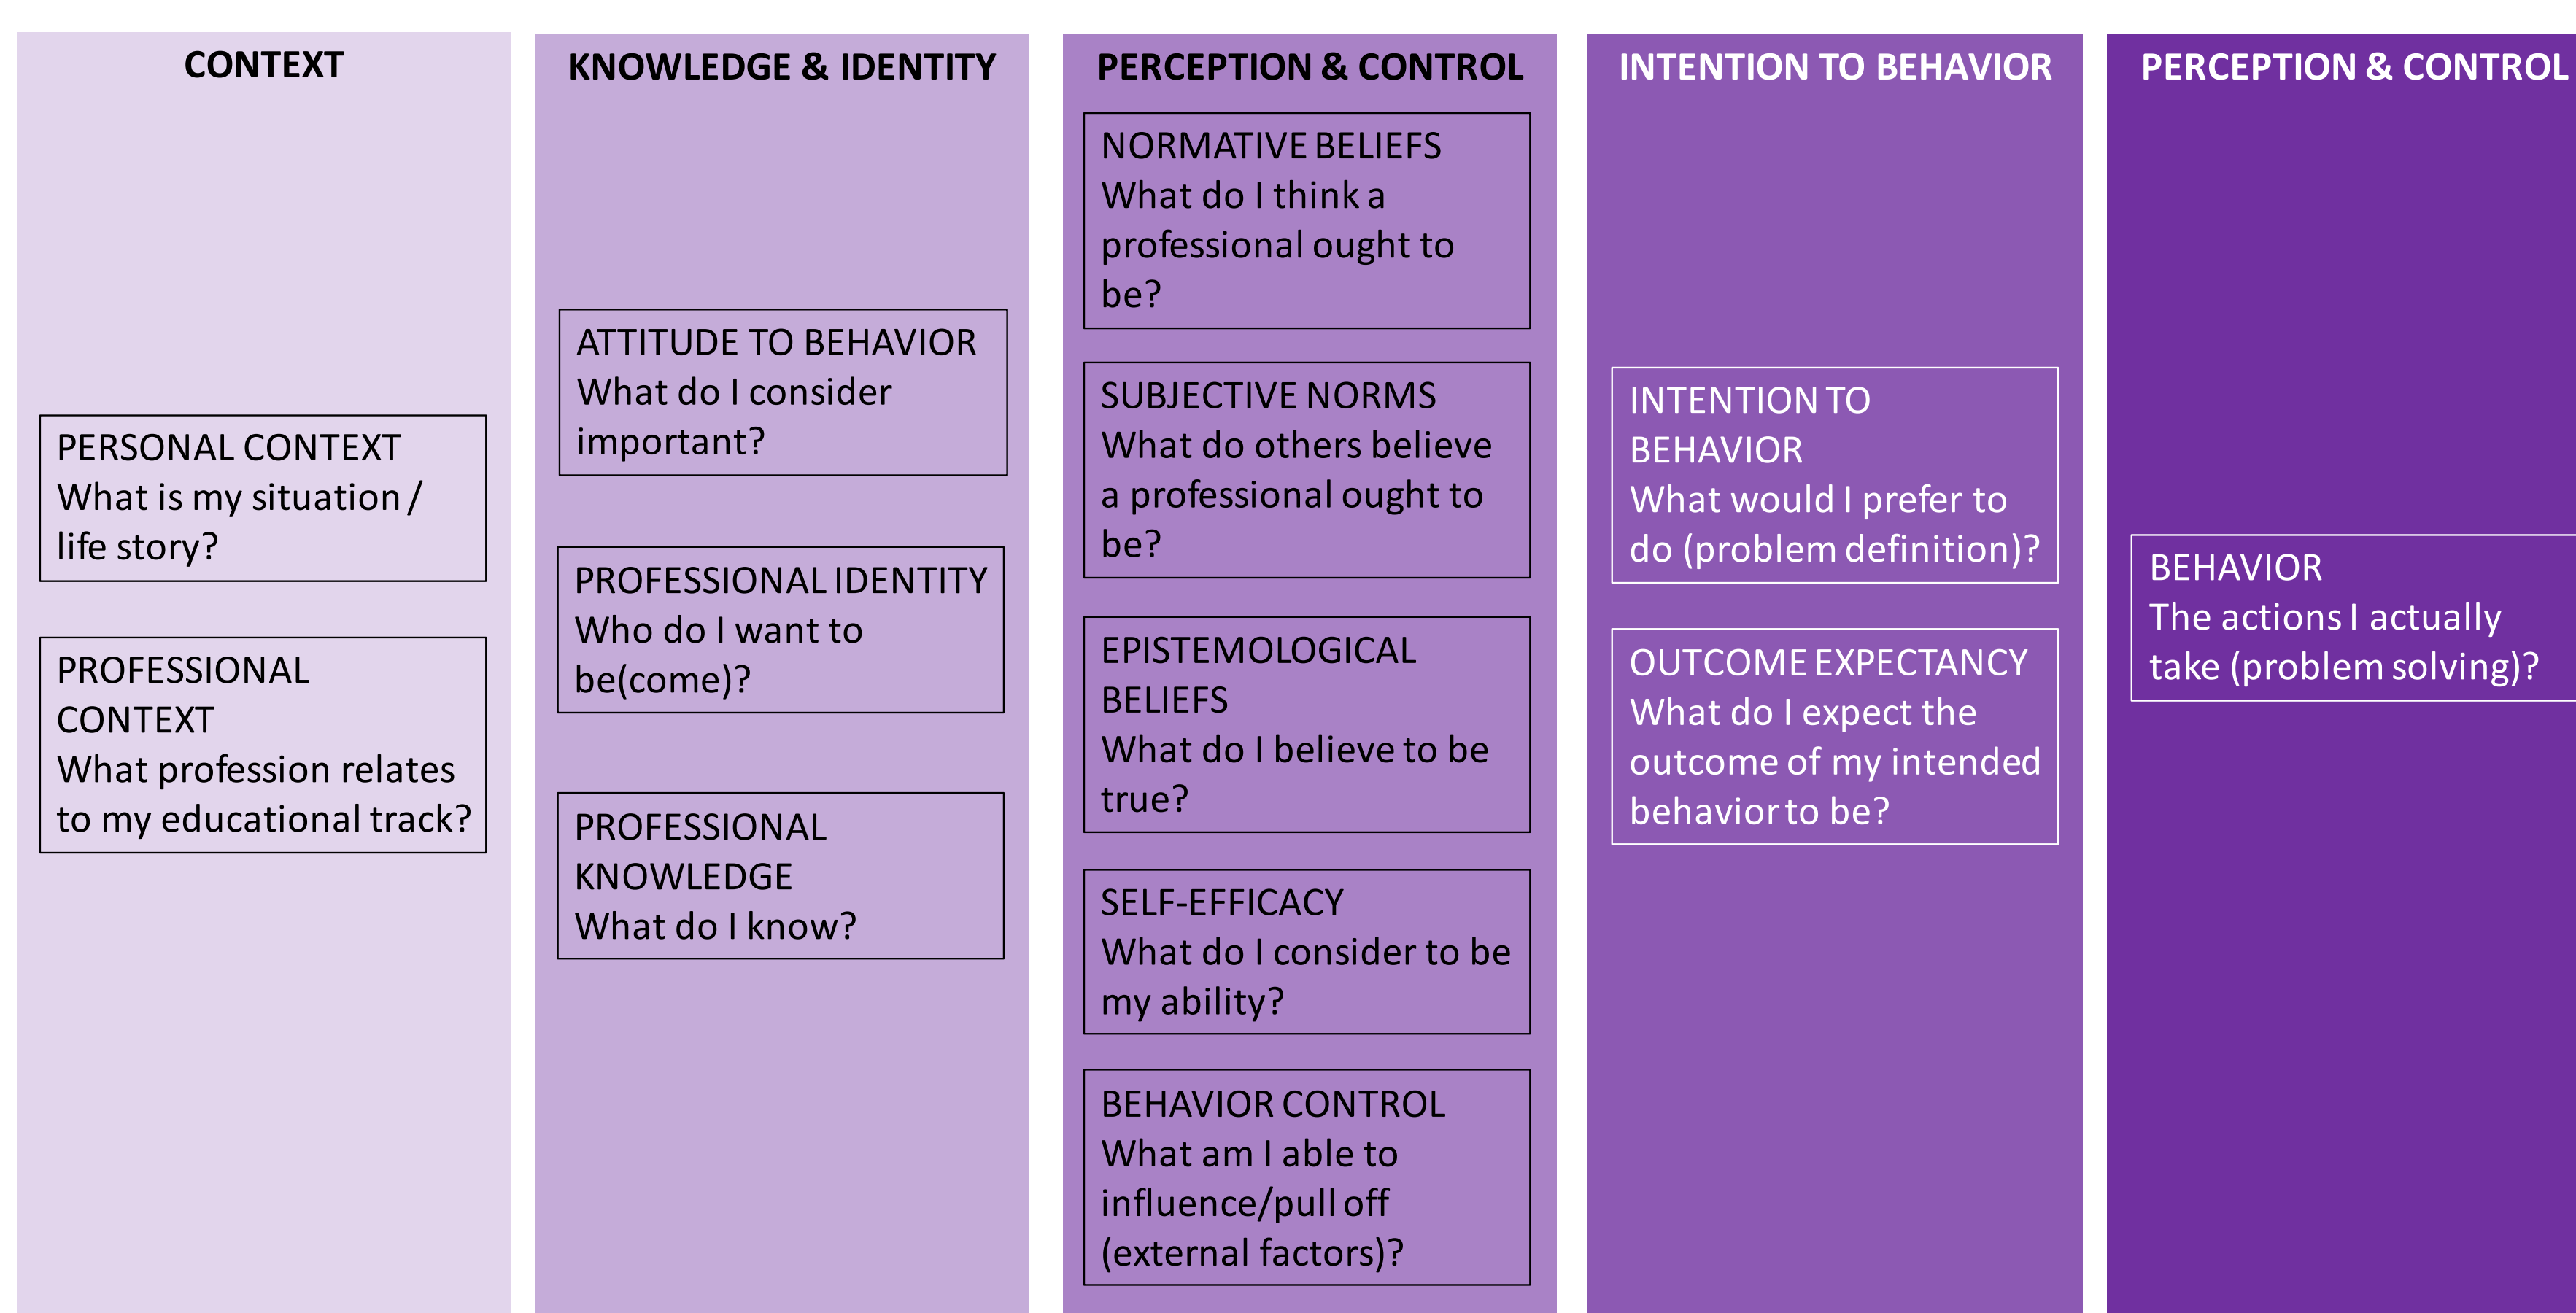 CONTEXT
PERSONAL CONTEXT
What is my situation /
life story?
PROFESSIONAL
CONTEXT
What profession relates
to my educational track?
KNOWLEDGE & IDENTITY
ATTITUDE TO BEHAVIOR
What do I consider
important?
PROFESSIONAL IDENTITY
Who do I want to
be(come)?
PROFESSIONAL
KNOWLEDGE
What do I know?
PERCEPTION & CONTROL
NORMATIVE BELIEFS
What do I think a
professional ought to
be?
SUBJECTIVE NORMS
What do others believe
a professional ought to
be?
EPISTEMOLOGICAL
BELIEFS
What do I believe to be
true?
SELF-EFFICACY
What do I consider to be
my ability?
BEHAVIOR CONTROL
What am I able to
influence/pull off
(external factors)?
INTENTION TO BEHAVIOR
INTENTION TO
BEHAVIOR
What would I prefer to
do (problem definition)?
OUTCOME EXPECTANCY
What do I expect the
outcome of my intended
behavior to be?
PERCEPTION & CONTROL
BEHAVIOR
The actions I actually
take (problem solving)?